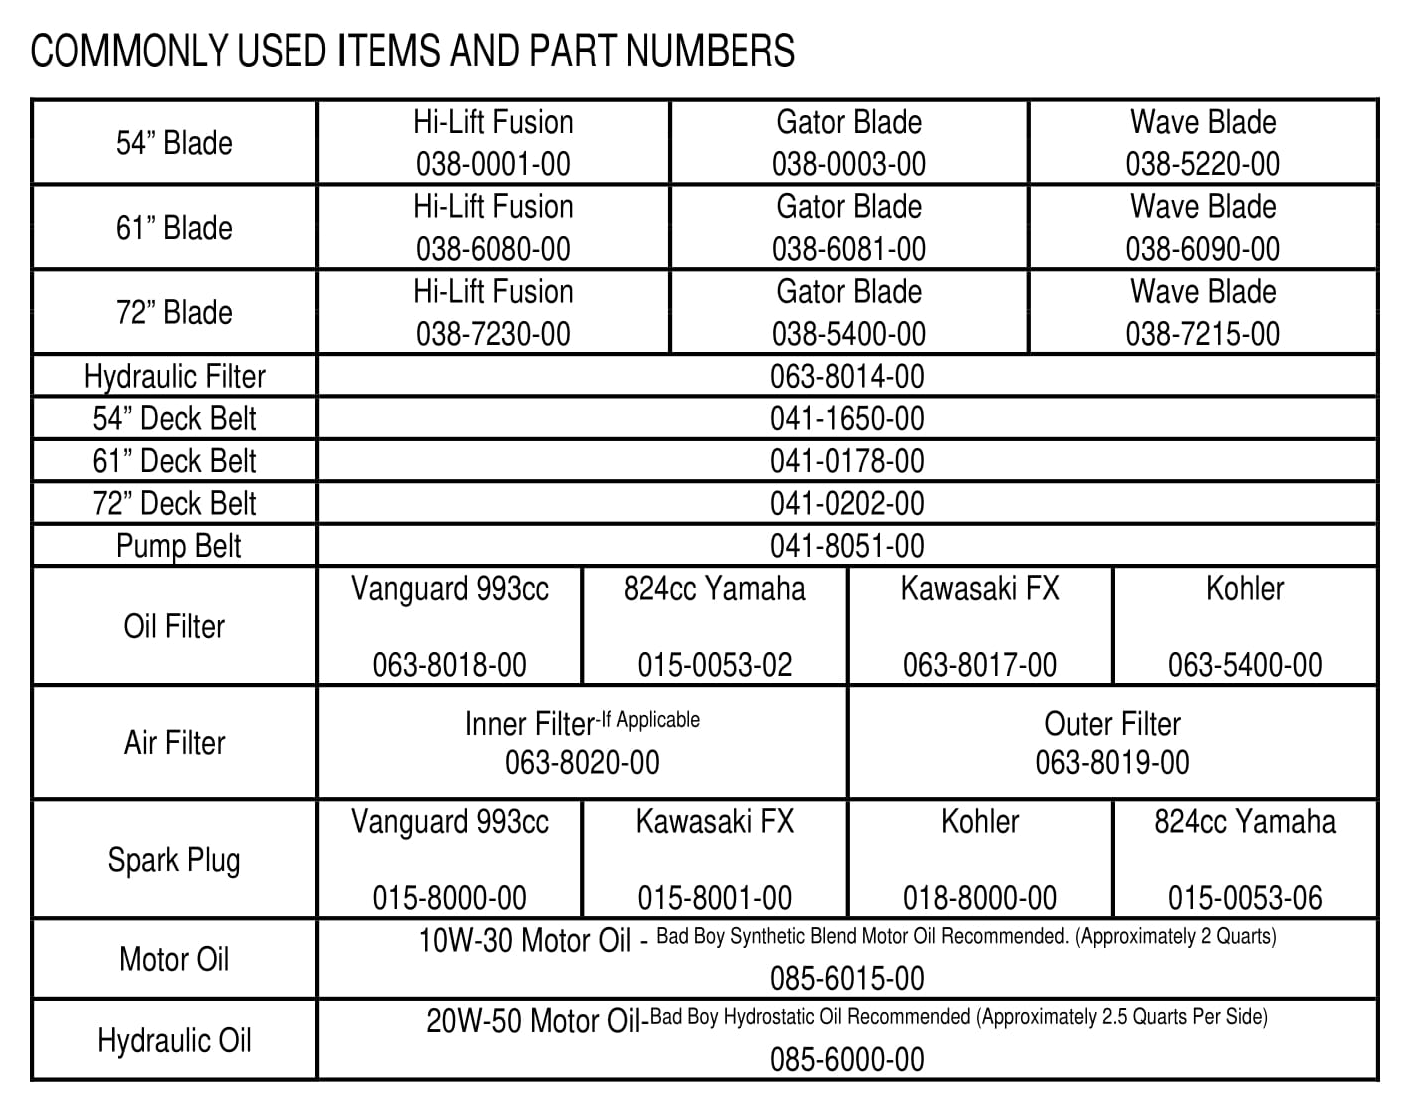 COMMONLY USED ITEMS AND PART NUMBERS
54” Blade
Hi-Lift Fusion
038-0001-00
Gator Blade
038-0003-00
Wave Blade
038-5220-00
61” Blade
Hi-Lift Fusion
038-6080-00
Gator Blade
038-6081-00
Wave Blade
038-6090-00
72” Blade
Hi-Lift Fusion
038-7230-00
Gator Blade
038-5400-00
Wave Blade
038-7215-00
Hydraulic Filter
063-8014-00
54” Deck Belt
041-1650-00
61” Deck Belt
041-0178-00
72” Deck Belt
041-0202-00
Pump Belt
041-8051-00
Oil Filter
Vanguard 993cc
063-8018-00
824cc Yamaha
015-0053-02
Kawasaki FX
063-8017-00
Kohler
063-5400-00
Air Filter
Inner Filter-If Applicable
063-8020-00
Outer Filter
063-8019-00
Spark Plug
Vanguard 993cc
015-8000-00
Kawasaki FX
015-8001-00
Kohler
018-8000-00
824cc Yamaha
015-0053-06
Motor Oil
10W-30 Motor Oil - Bad Boy Synthetic Blend Motor Oil Recommended. (Approximately 2 Quarts)
085-6015-00
Hydraulic Oil
20W-50 Motor Oil-Bad Boy Hydrostatic Oil Recommended (Approximately 2.5 Quarts Per Side)
085-6000-00